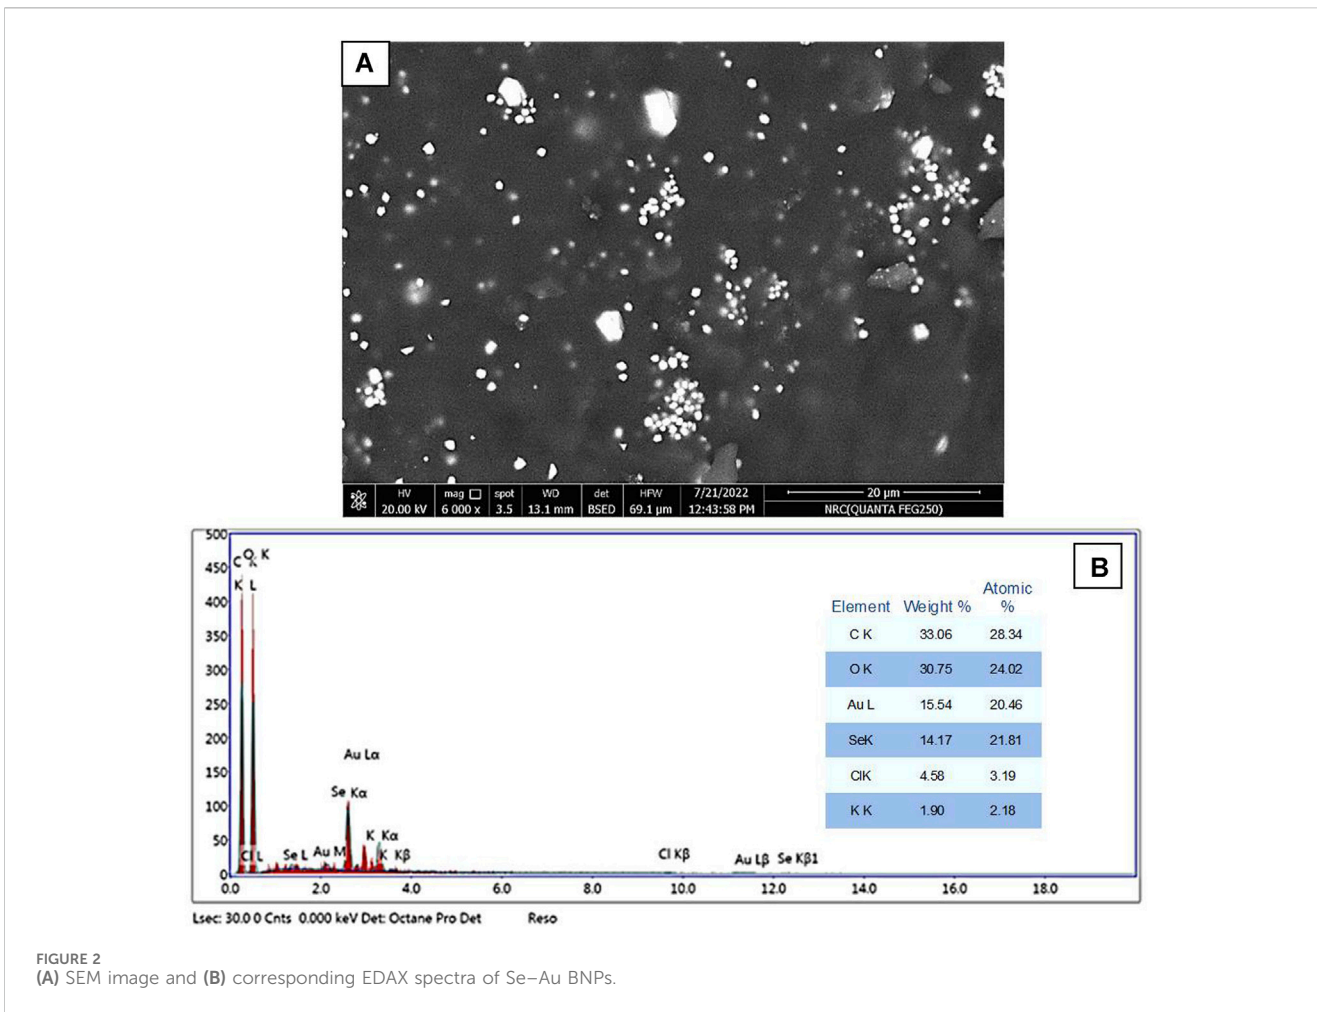 A
HV mag spot WD det HFW 7/21/2022 20 µm
20.00 kV 6 000 x 3.5 13.1 mm BSED 69.1 µm 12:43:58 PM NRC(QUANTA FEG250)
B
500
450
400
350
300
250
200
150
100
50
0
C O K
K L
Au Lα
Se Kα
K Kα
Cl L Se L Au M K Kβ
Cl Kβ
Au Lβ Se Kβ1
0.0 2.0 4.0 6.0 8.0 10.0 12.0 14.0 16.0 18.0
Element Weight % Atomic %
C K 33.06 28.34
O K 30.75 24.02
Au L 15.54 20.46
SeK 14.17 21.81
ClK 4.58 3.19
K K 1.90 2.18
Lsec: 30.0 0 Cnts 0.000 keV Det: Octane Pro Det Reso
FIGURE 2
(A) SEM image and (B) corresponding EDAX spectra of Se–Au BNPs.